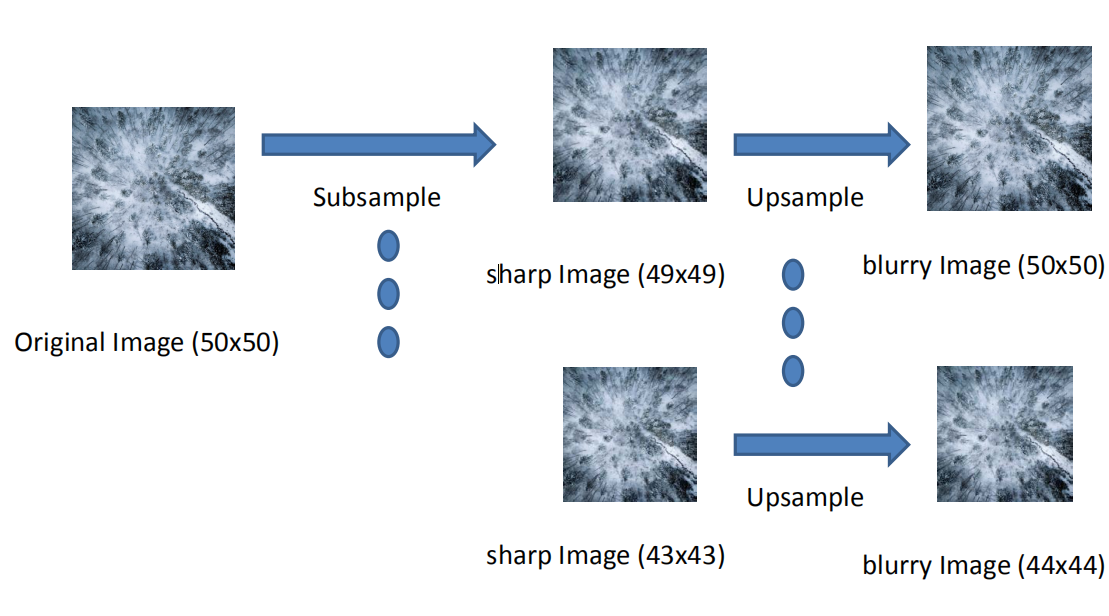 Subsample
Upsample
sharp Image (49x49)
blurry Image (50x50)
Original Image (50x50)
Upsample
sharp Image (43x43)
blurry Image (44x44)